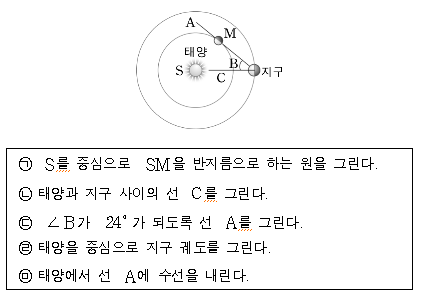 A
M
태양
B
지구
S
C
㉠ S를 중심으로 SM을 반지름으로 하는 원을 그린다.
㉡ 태양과 지구 사이의 선 C를 그린다.
㉢ ∠B가 24°가 되도록 선 A를 그린다.
㉣ 태양을 중심으로 지구 궤도를 그린다.
㉤ 태양에서 선 A에 수선을 내린다.